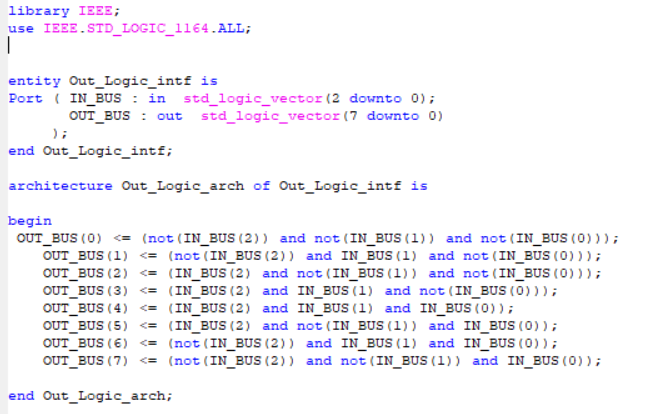 library IEEE;
use IEEE.STD_LOGIC_1164.ALL;
entity Out_Logic_intf is
Port ( IN_BUS : in  std_logic_vector(2 downto 0);
       OUT_BUS : out  std_logic_vector(7 downto 0)
     );
end Out_Logic_intf;
architecture Out_Logic_arch of Out_Logic_intf is
begin
 OUT_BUS(0) <= (not(IN_BUS(2)) and not(IN_BUS(1)) and not(IN_BUS(0)));
    OUT_BUS(1) <= (not(IN_BUS(2)) and IN_BUS(1) and not(IN_BUS(0)));
    OUT_BUS(2) <= (IN_BUS(2) and not(IN_BUS(1)) and not(IN_BUS(0)));
    OUT_BUS(3) <= (IN_BUS(2) and IN_BUS(1) and not(IN_BUS(0)));
    OUT_BUS(4) <= (IN_BUS(2) and IN_BUS(1) and IN_BUS(0));
    OUT_BUS(5) <= (IN_BUS(2) and not(IN_BUS(1)) and IN_BUS(0));
    OUT_BUS(6) <= (not(IN_BUS(2)) and IN_BUS(1) and IN_BUS(0));
    OUT_BUS(7) <= (not(IN_BUS(2)) and not(IN_BUS(1)) and IN_BUS(0));
end Out_Logic_arch;